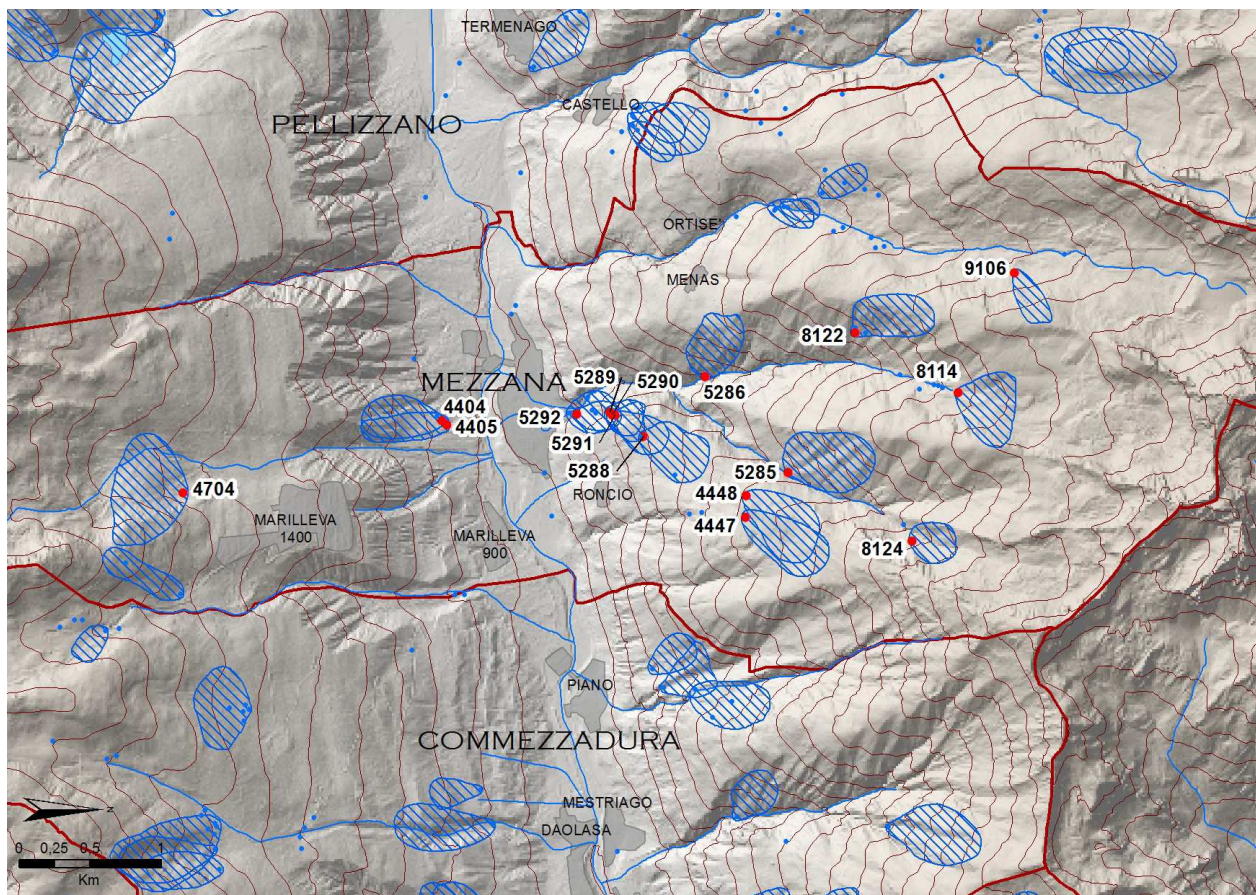 TERMENAGO
CASTELLO
PELLIZZANO
ORTISE'
MENAS
9106
8122
8114
5289
5290
5286
MEZZANA
4404
4405
5292
5291
5288
5285
RONCIO
4448
4447
4704
8124
MARILLEVA
1400
MARILLEVA
900
PIANO
COMMEZZADURA
MESTRIAGO
DAOLASA
z
0 0,25 0,5 1
Km